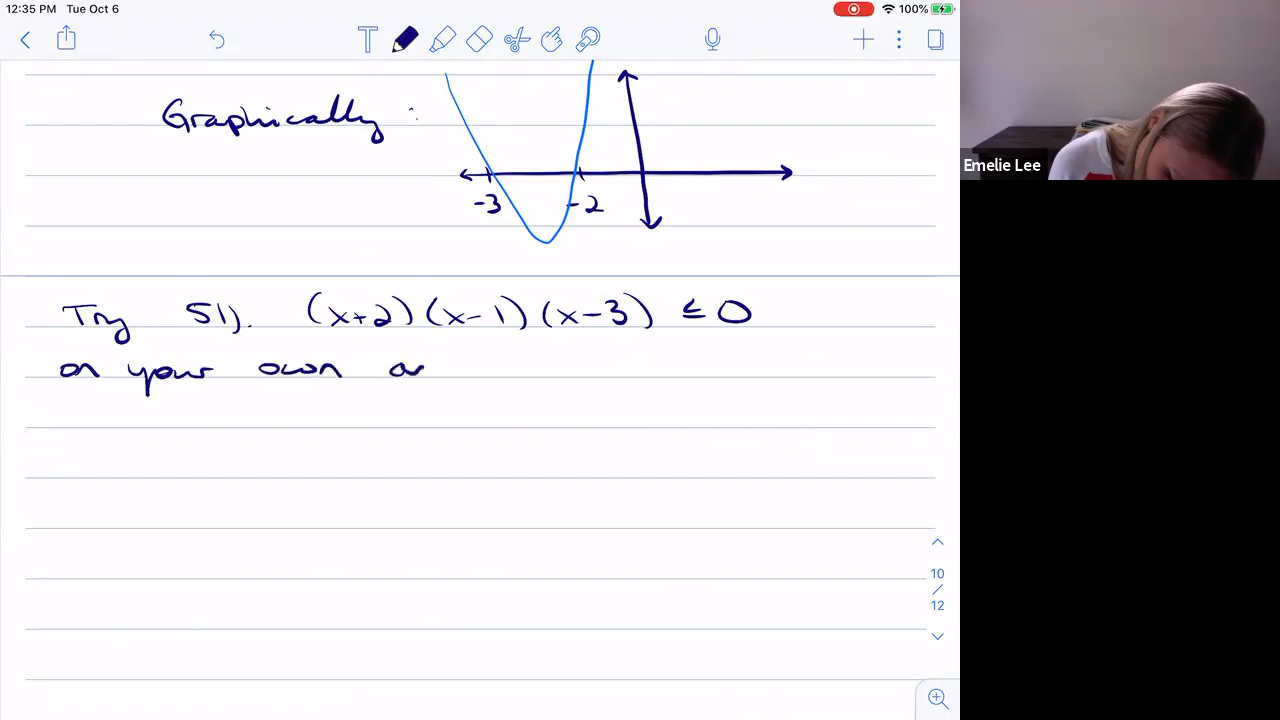 12:35 PM Tue Oct 6
100%
T
Graphically :
-3
-2
Try 51). (x+2)(x-1)(x-3) ≤ 0
on your own
10
/
12
Emelie Lee